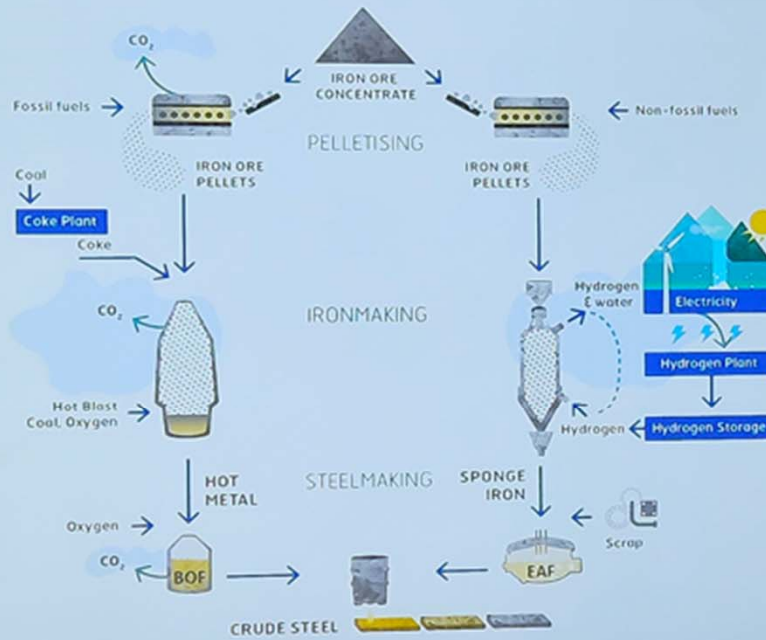 CO₂
IRON ORE
CONCENTRATE
Fossil fuels
Non-fossil fuels
PELLETISING
IRON ORE
PELLETS
IRON ORE
PELLETS
Coal
Coke Plant
Coke
Hydrogen
& water
Electricity
CO₂
IRONMAKING
Hydrogen Plant
Hot Blast
Coal, Oxygen
Hydrogen
Hydrogen Storage
HOT
METAL
STEELMAKING
SPONGE
IRON
Oxygen
Scrap
CO₂
BOF
EAF
CRUDE STEEL